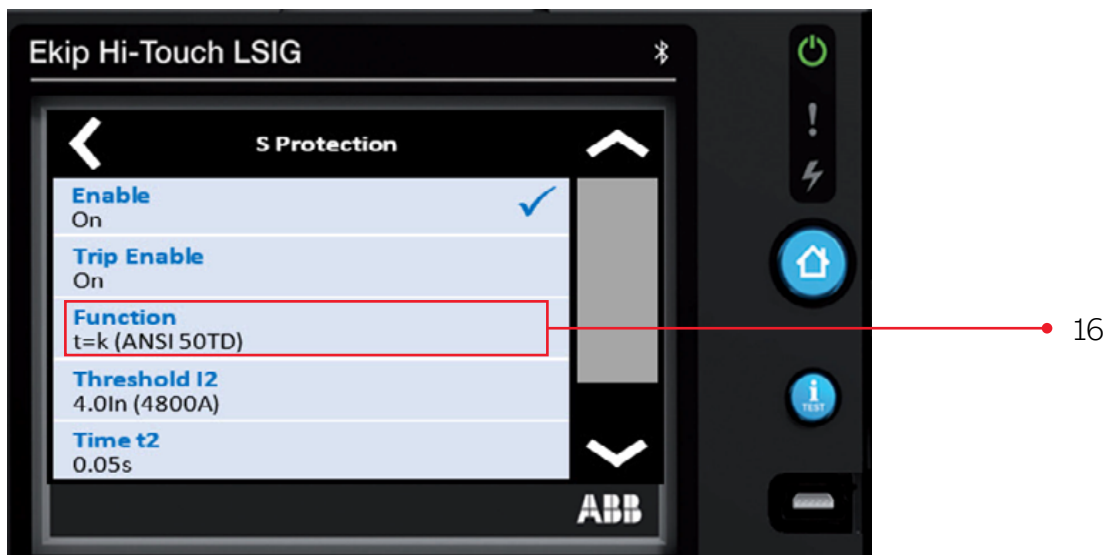 Ekip Hi-Touch LSIG
S Protection
Enable
On
Trip Enable
On
Function
t=k (ANSI 50TD)
16
Threshold I2
4.0In (4800A)
Time t2
0.05s
i
TEST
ABB